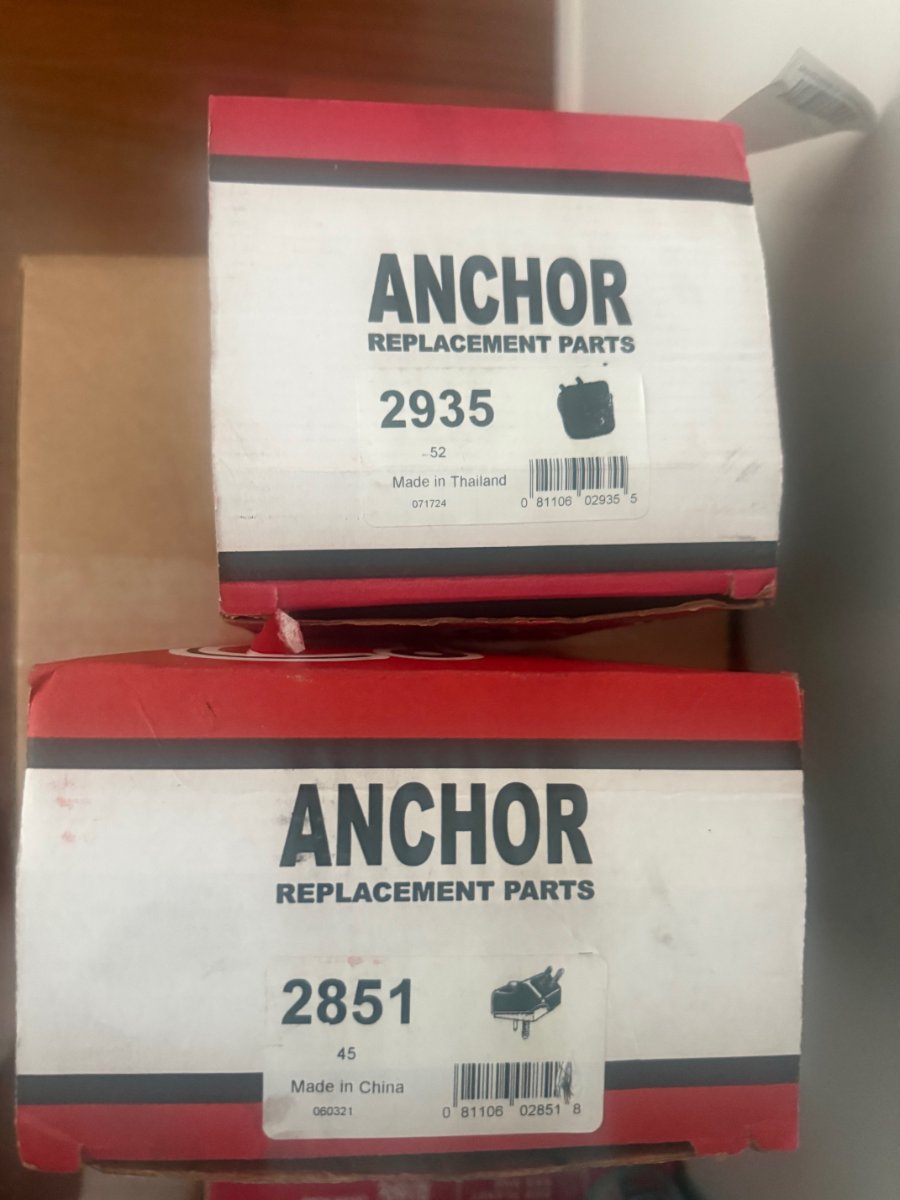 ANCHOR
REPLACEMENT PARTS
2935
52
Made in Thailand
071724
0 81106 02935 5
ANCHOR
REPLACEMENT PARTS
2851
45
Made in China
060321
0 81106 02851 8